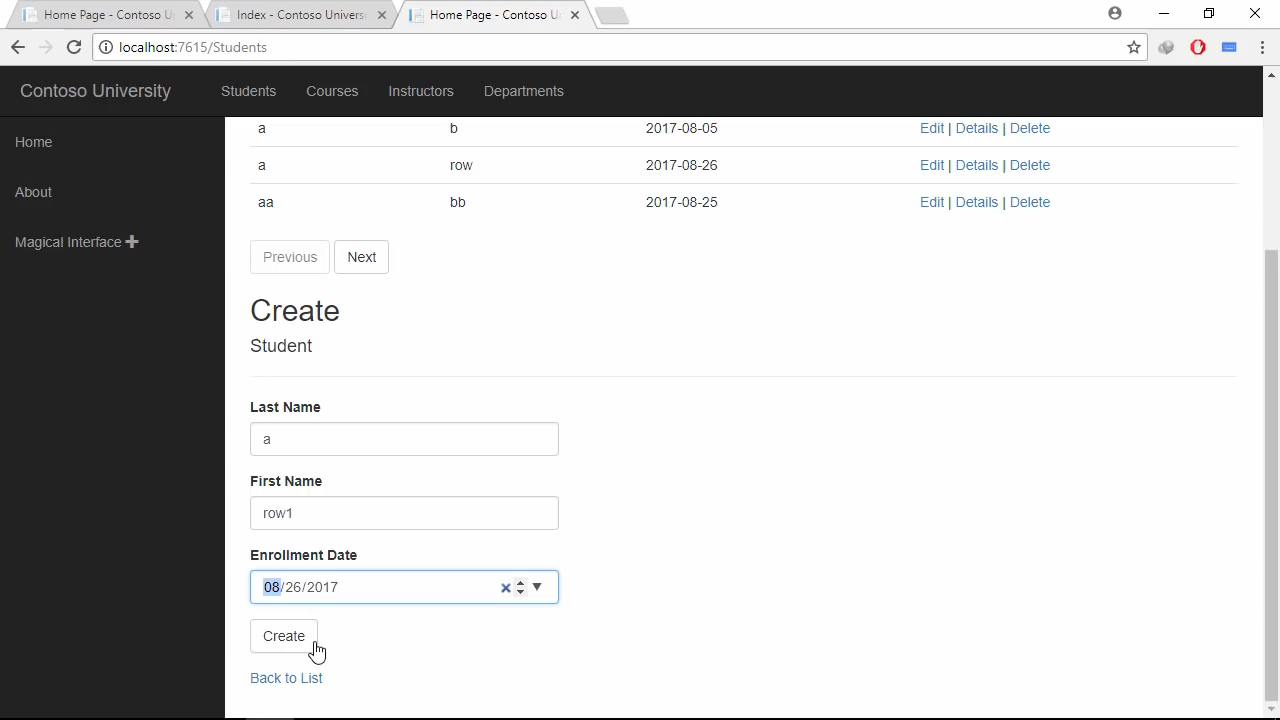 Home Page - Contoso U
Index - Contoso Univers
Home Page - Contoso U
localhost:7615/Students
Contoso University Students Courses Instructors Departments
Home
About
Magical Interface
a b 2017-08-05 Edit | Details | Delete
a row 2017-08-26 Edit | Details | Delete
aa bb 2017-08-25 Edit | Details | Delete
Previous Next
Create
Student
Last Name
a
First Name
row1
Enrollment Date
08/26/2017
Create
Back to List